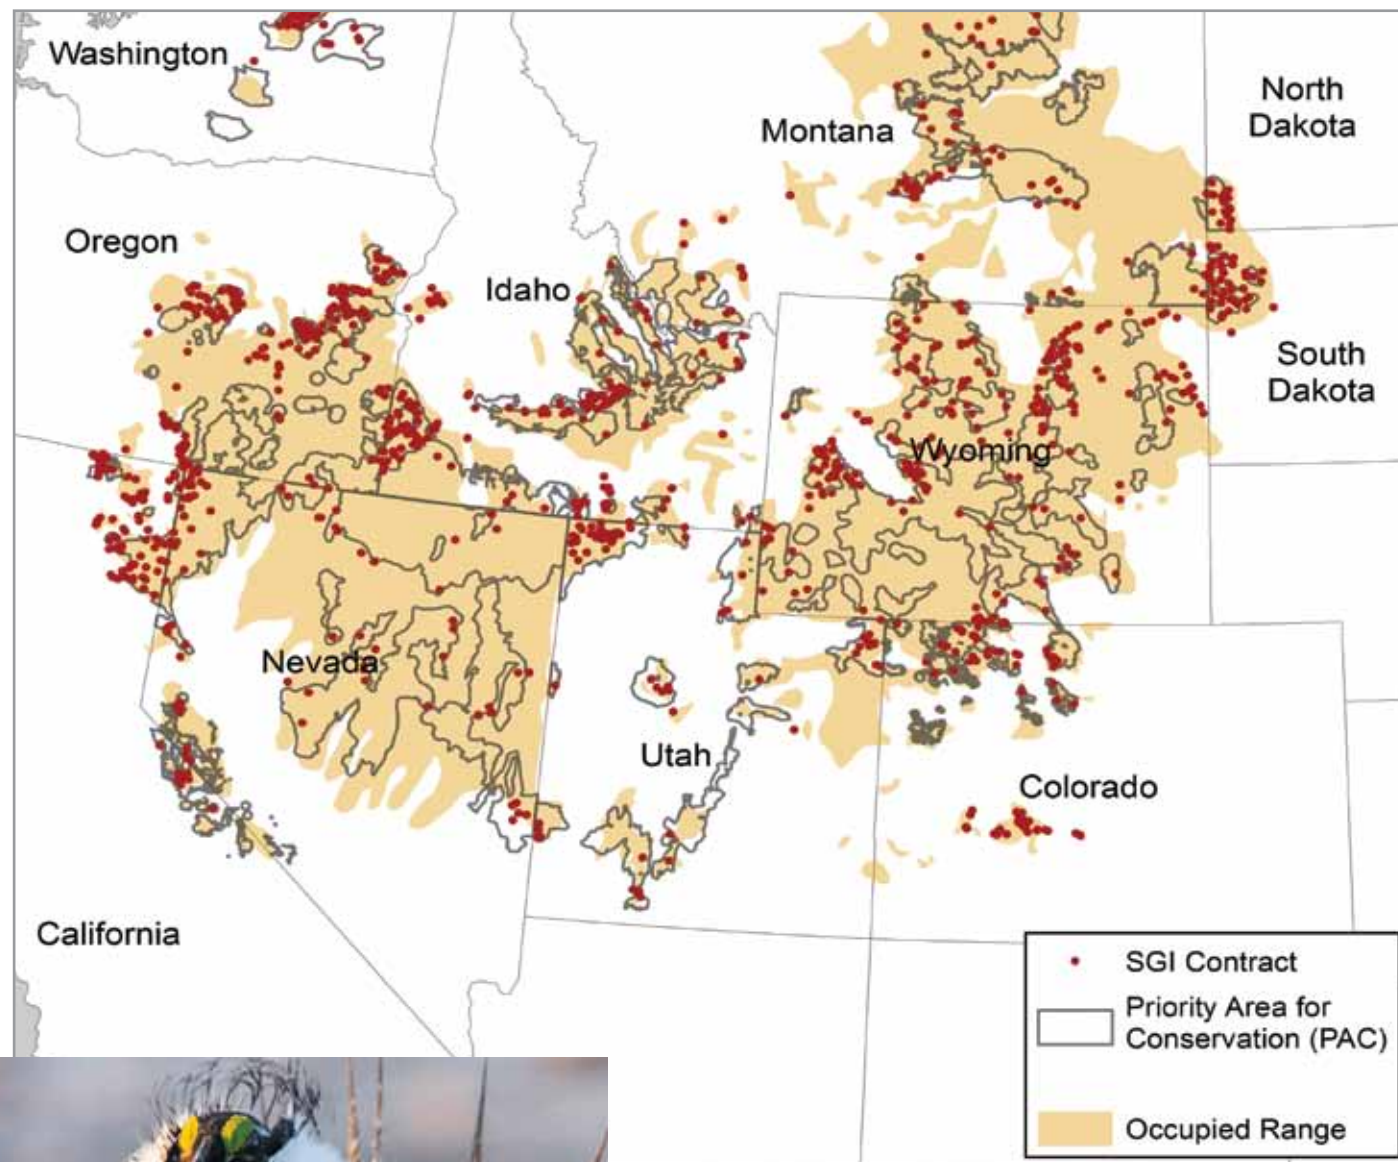 Washington
Montana
North
Dakota
Oregon
Idaho
South
Dakota
Wyoming
Nevada
Utah
Colorado
California
SGI Contract
Priority Area for
Conservation (PAC)
Occupied Range